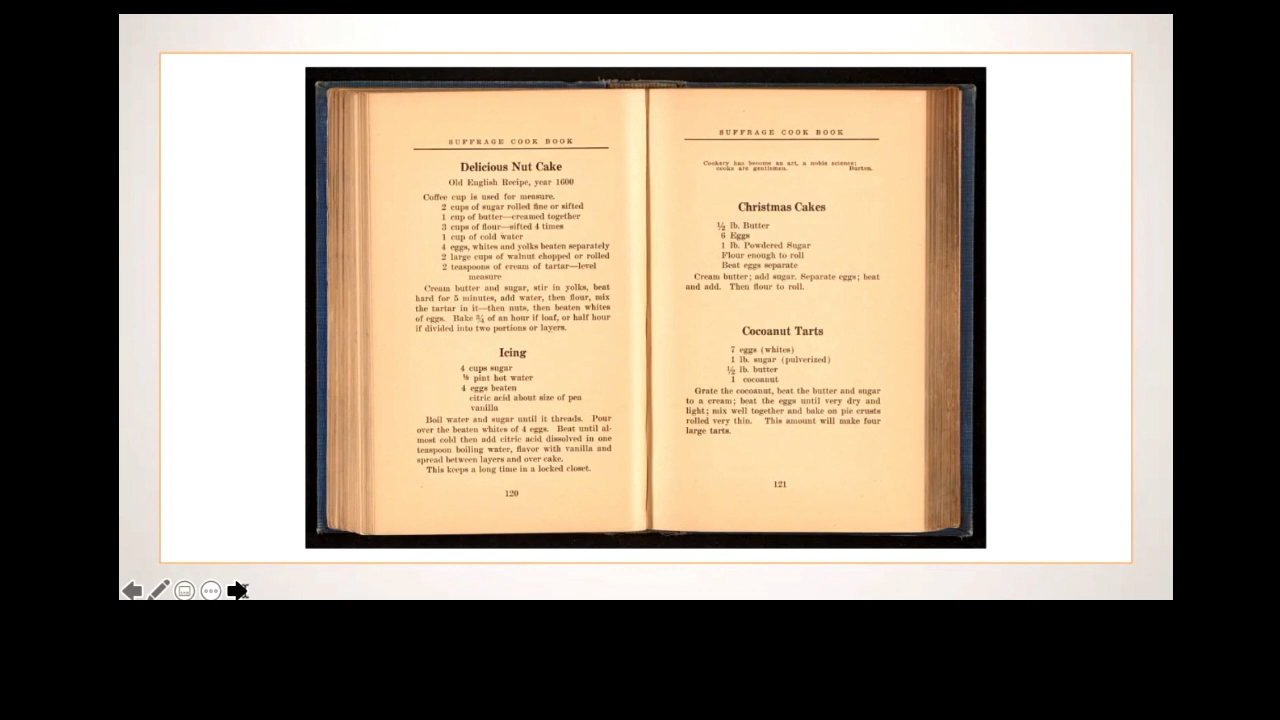 SUFFRAGE COOK BOOK
Delicious Nut Cake
Old English Recipe, year 1600
Coffee cup is used for measure.
2 cups of sugar rolled fine or sifted
1 cup of butter—creamed together
3 cups of flour—sifted 4 times
1 cup of cold water
4 eggs, whites and yolks beaten separately
2 large cups of walnut chopped or rolled
2 teaspoons of cream of tartar—level
measure
Cream butter and sugar, stir in yolks, beat
hard for 5 minutes, add water, then flour, mix
the tartar in it—then nuts, then beaten whites
of eggs. Bake ¾ of an hour if loaf, or half hour
if divided into two portions or layers.
Icing
4 cups sugar
pint hot water
4 eggs beaten
citric acid about size of pea
vanilla
Boil water and sugar until it threads. Pour
over the beaten whites of 4 eggs. Beat until al-
most cold then add citric acid dissolved in one
teaspoon boiling water, flavor with vanilla and
spread between layers and over cake.
This keeps a long time in a locked closet.
120
SUFFRAGE COOK BOOK
Cookery has become an art, a noble science;
cooks are gentlemen. Burton.
Christmas Cakes
½ lb. Butter
6 Eggs
1 lb. Powdered Sugar
Flour enough to roll
Beat eggs separate
Cream butter; add sugar. Separate eggs; beat
and add. Then flour to roll.
Cocoanut Tarts
7 eggs (whites)
1 lb. sugar (pulverized)
½ lb. butter
1 cocoanut
Grate the cocoanut, beat the butter and sugar
to a cream; beat the eggs until very dry and
light; mix well together and bake on pie crusts
rolled very thin. This amount will make four
large tarts.
121